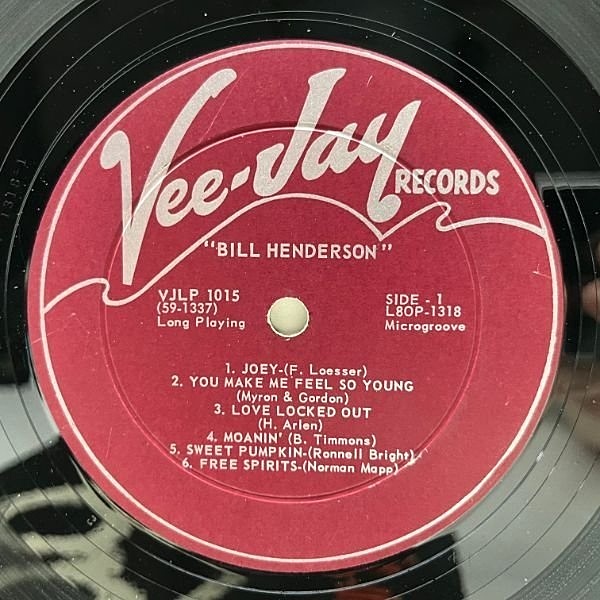 Vee-Jay
RECORDS
"BILL HENDERSON"
VJLP 1015
(59-1337)
Long Playing
SIDE - 1
L8OP-1318
Microgroove
1. JOEY-(F. Loesser)
2. YOU MAKE ME FEEL SO YOUNG
(Myron & Gordon)
3. LOVE LOCKED OUT
(H. Arlen)
4. MOANIN' (B. Timmons)
5. SWEET PUMPKIN-(Ronnell Bright)
6. FREE SPIRITS-(Norman Mapp)